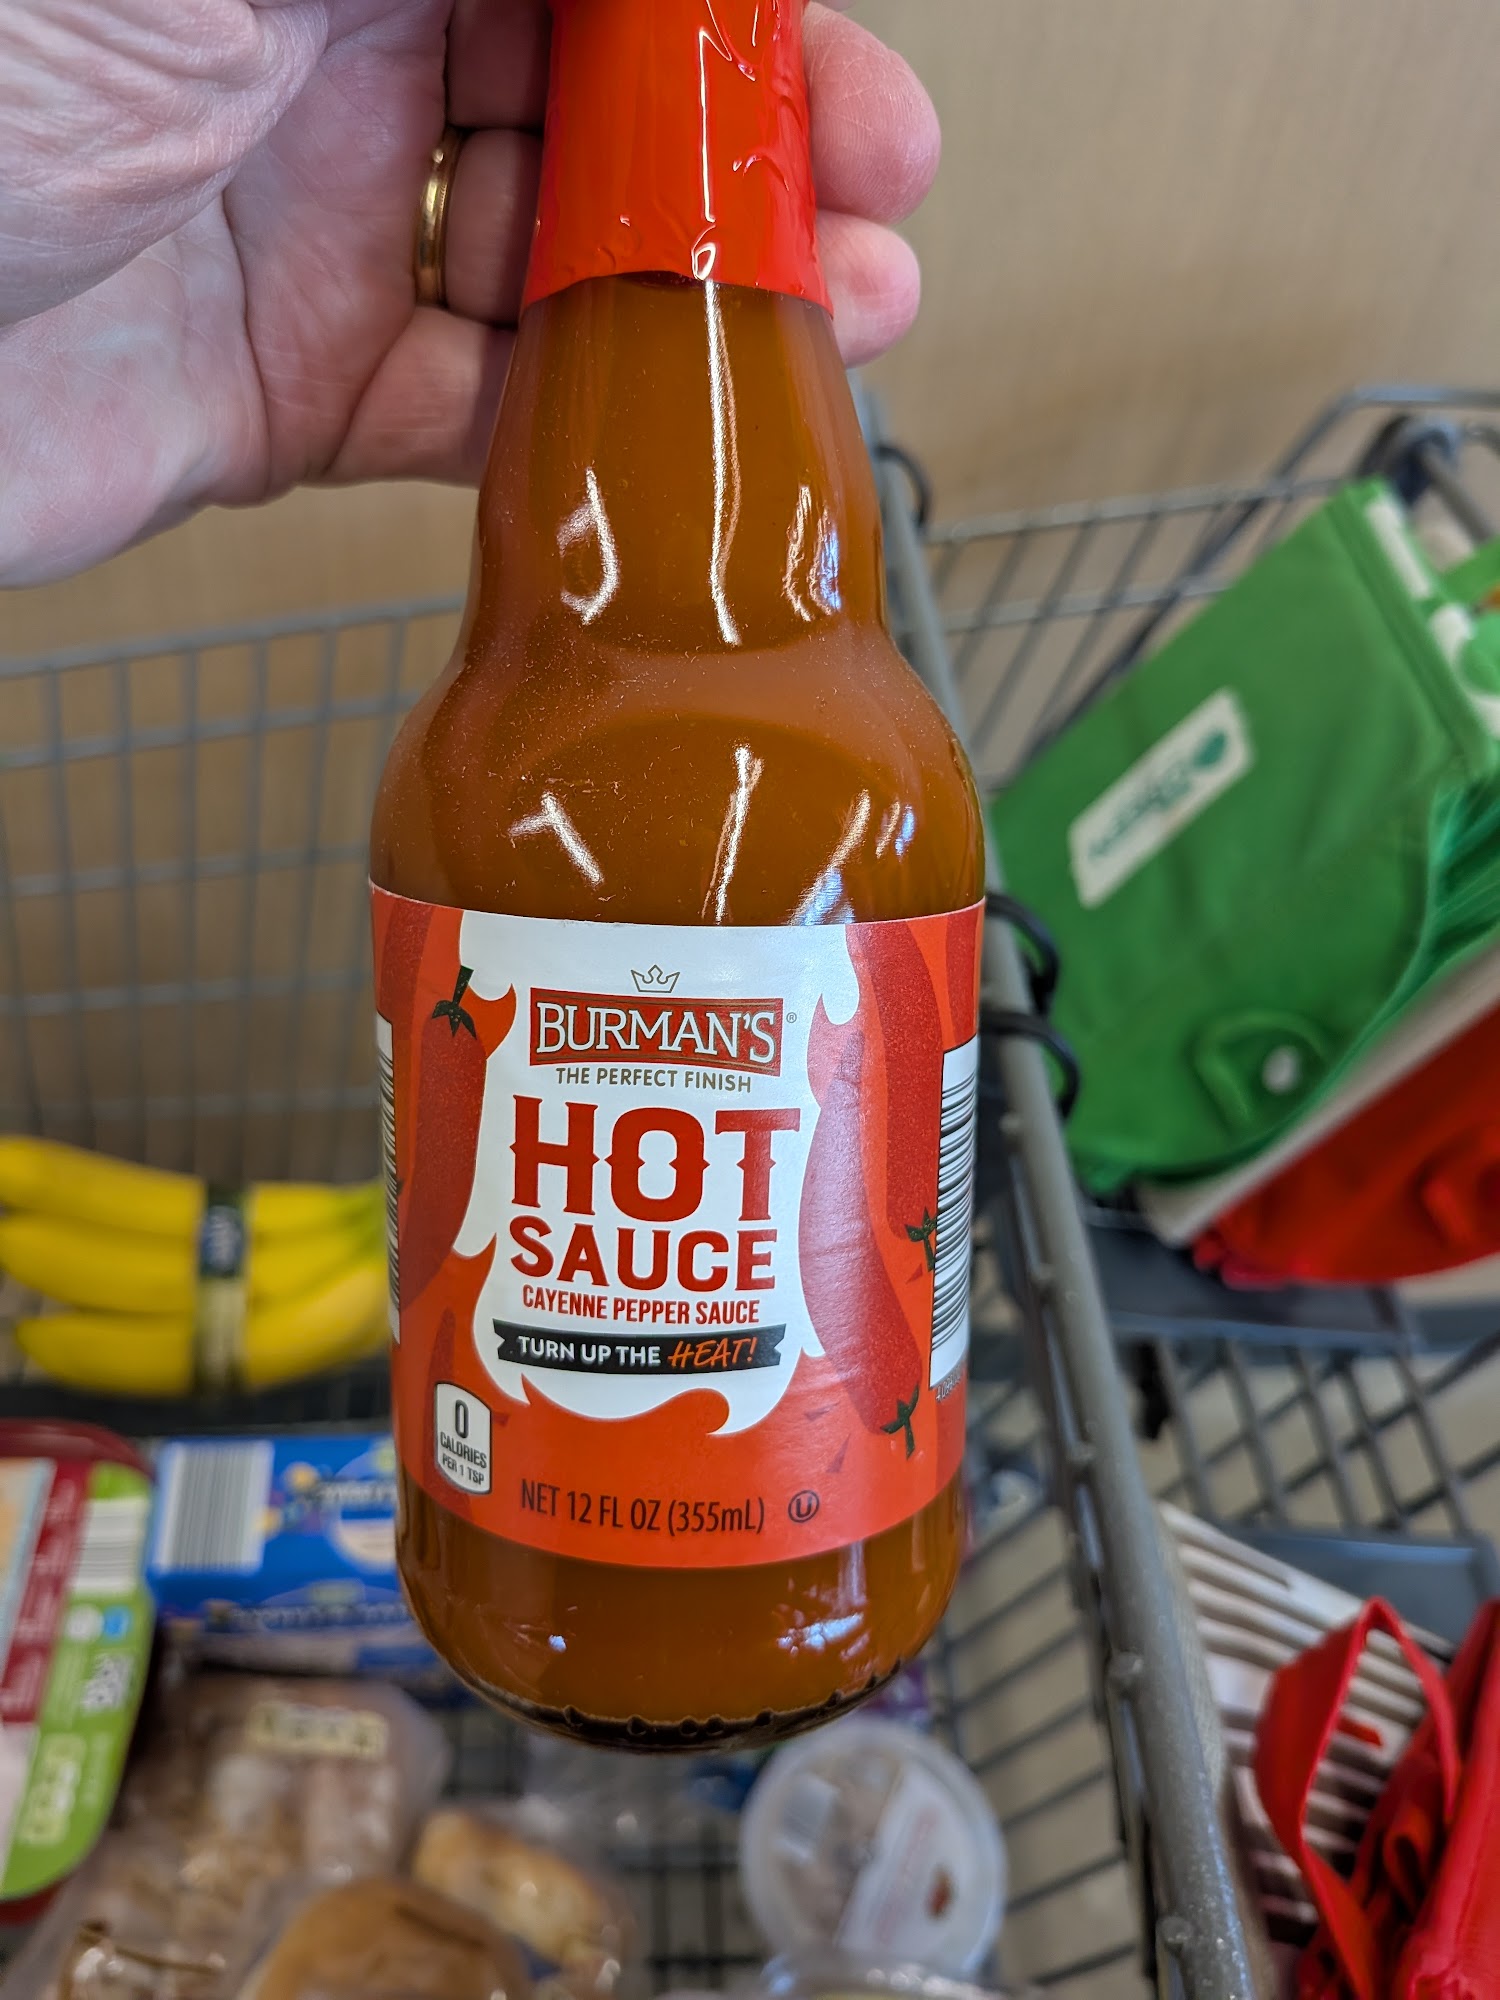 BURMAN'S®
THE PERFECT FINISH
HOT
SAUCE
CAYENNE PEPPER SAUCE
TURN UP THE HEAT!
0
CALORIES
PER 1 TSP
NET 12 FL OZ (355mL) U